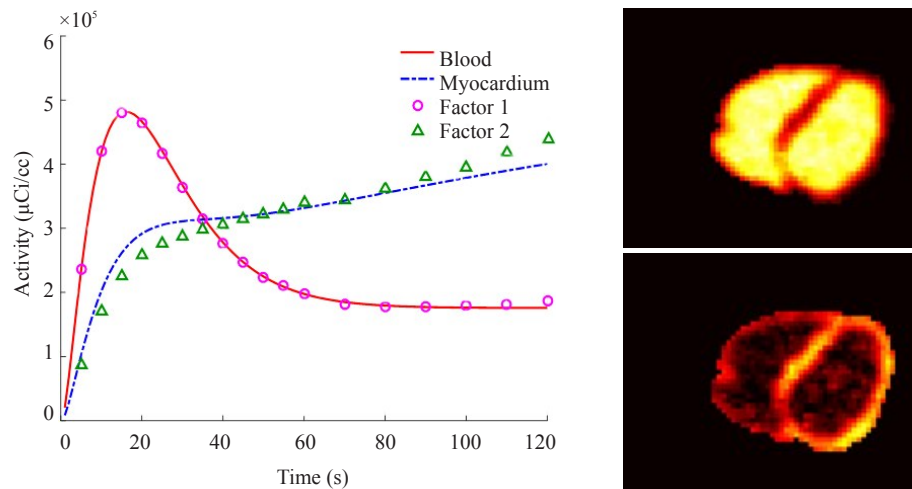 ×10⁵
6
5
4
3
2
1
0
Activity (μCi/cc)
Blood
Myocardium
Factor 1
Factor 2
0 20 40 60 80 100 120
Time (s)